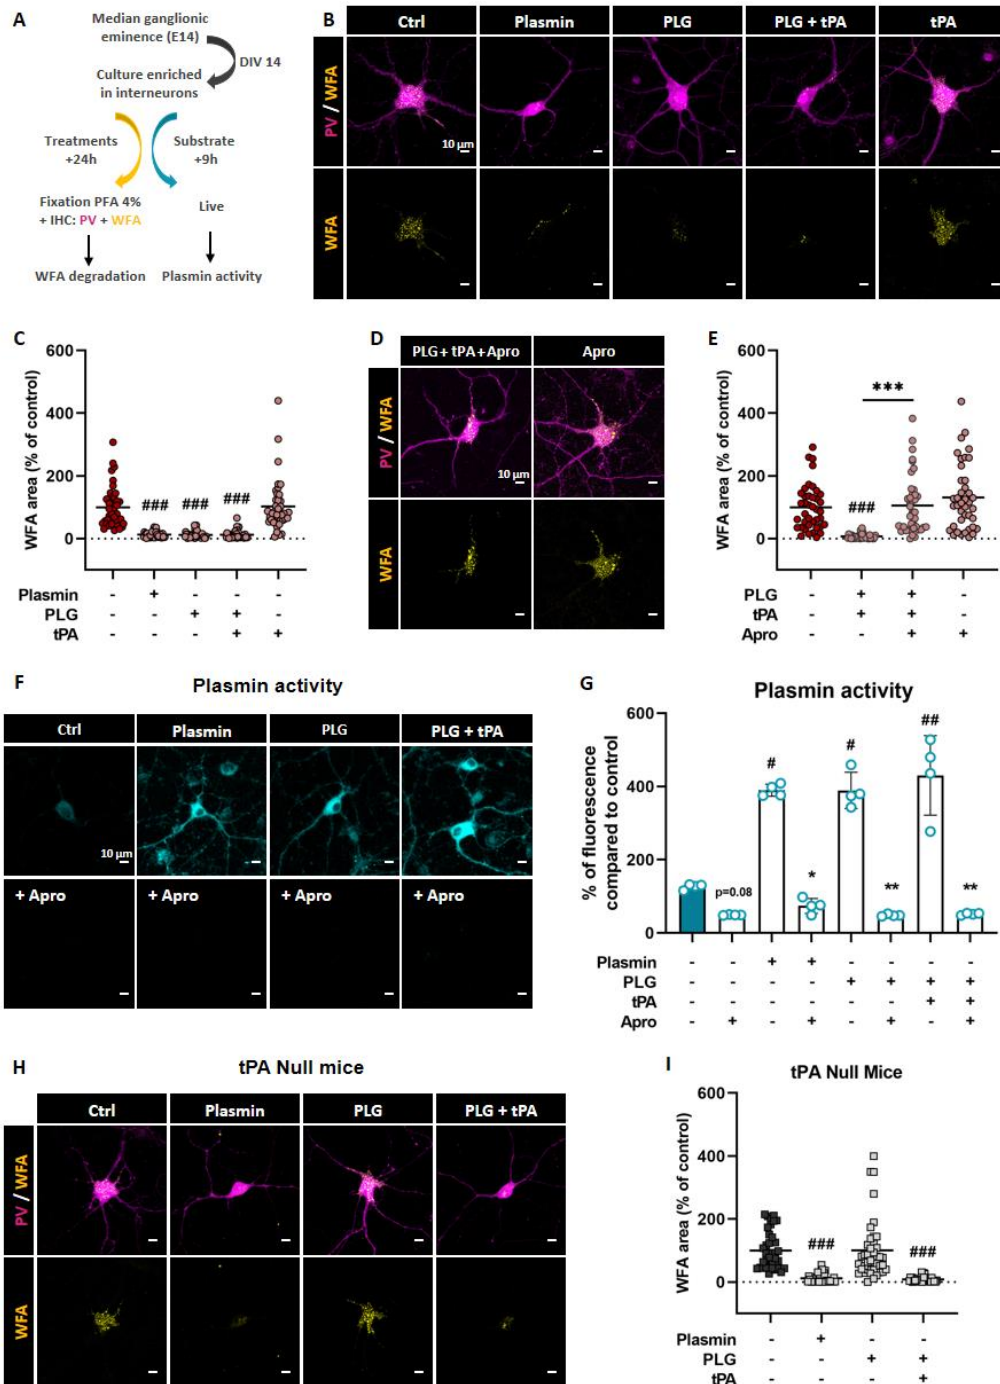 A
Median ganglionic
eminence (E14)
DIV 14
Culture enriched
in interneurons
Treatments
+24h
Substrate
+9h
Fixation PFA 4%
+ IHC: PV + WFA
Live
WFA degradation
Plasmin activity
B
Ctrl Plasmin PLG PLG + tPA tPA
PV / WFA
10 µm
WFA
C
600
400
200
0
WFA area (% of control)
### ### ###
Plasmin - + - - -
PLG - - + + -
tPA - - - + +
D
PLG + tPA + Apro Apro
PV / WFA
10 µm
WFA
E
600
400
200
0
WFA area (% of control)
***
###
PLG - + + -
tPA - + + -
Apro - - + +
F
Plasmin activity
Ctrl Plasmin PLG PLG + tPA
10 µm
+ Apro + Apro + Apro + Apro
G
Plasmin activity
600
400
200
0
% of fluorescence
compared to control
p=0.08
# * # ** ## **
Plasmin - - + + - - - -
PLG - - - - + + + +
tPA - - - - - - + +
Apro - + - + - + - +
H
tPA Null mice
Ctrl Plasmin PLG PLG + tPA
PV / WFA
WFA
I
tPA Null Mice
600
400
200
0
WFA area (% of control)
### ###
Plasmin - + - -
PLG - - + +
tPA - - - +